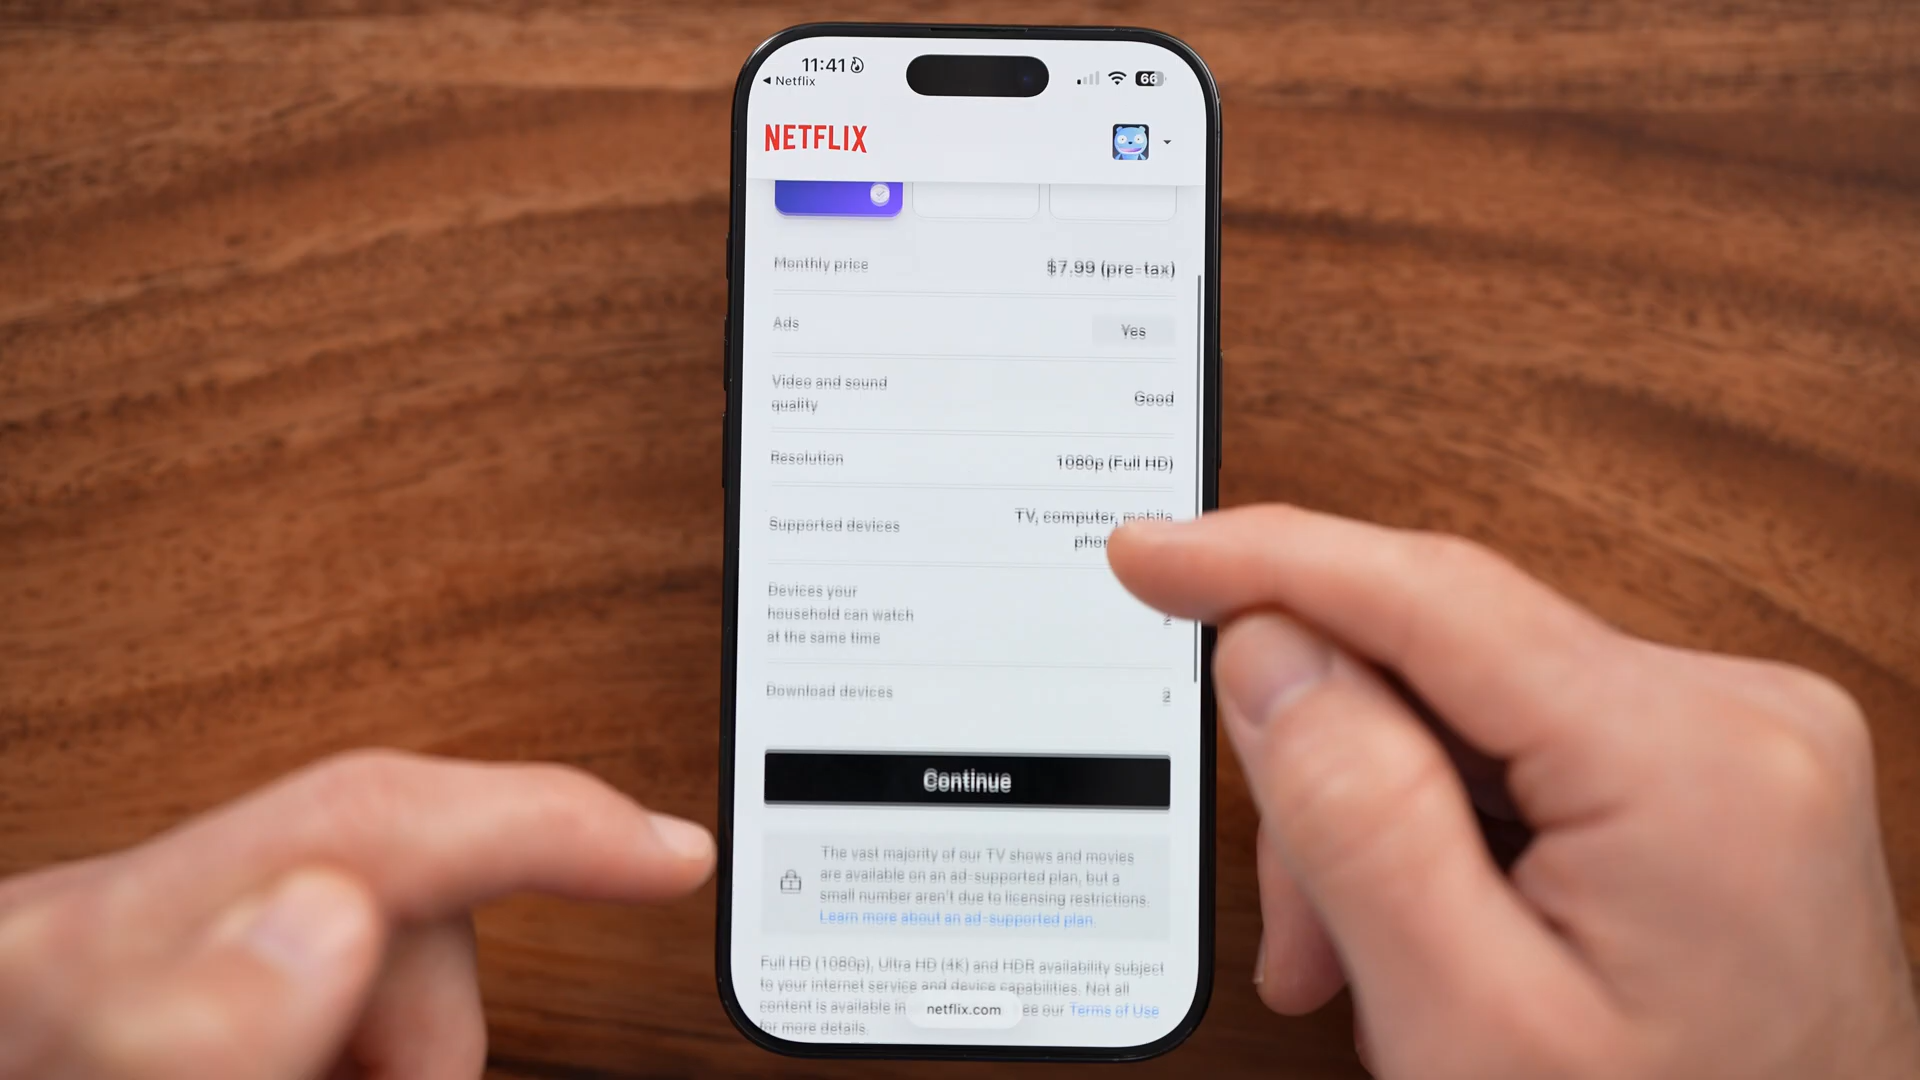 11:41
66
◀ Netflix
NETFLIX
Monthly price
$7.99 (pre-tax)
Ads
Yes
Video and sound
quality
Good
Resolution
1080p (Full HD)
Supported devices
TV, computer, mobile
Devices your
household can watch
at the same time
2
Download devices
2
Continue
The vast majority of our TV shows and movies
are available on an ad-supported plan, but a
small number aren't due to licensing restrictions.
Learn more about an ad-supported plan.
Full HD (1080p), Ultra HD (4K) and HDR availability subject
to your internet service and device capabilities. Not all
content is available in
ee our Terms of Use
for more details.
netflix.com